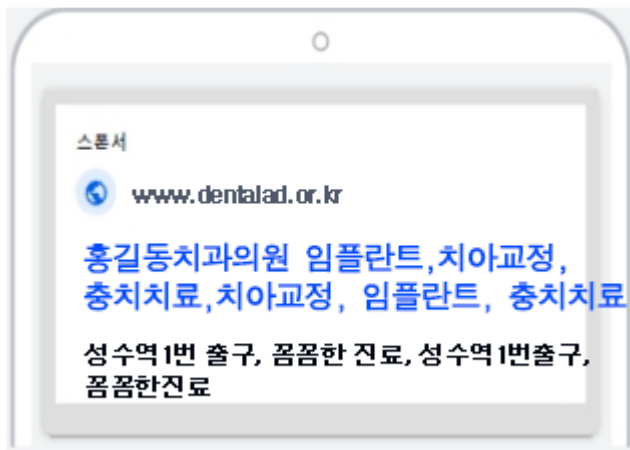 스폰서
www.dentalad.or.kr
홍길동치과의원 임플란트,치아교정,
충치치료,치아교정, 임플란트, 충치치료
성수역1번 출구, 꼼꼼한 진료, 성수역1번출구,
꼼꼼한진료